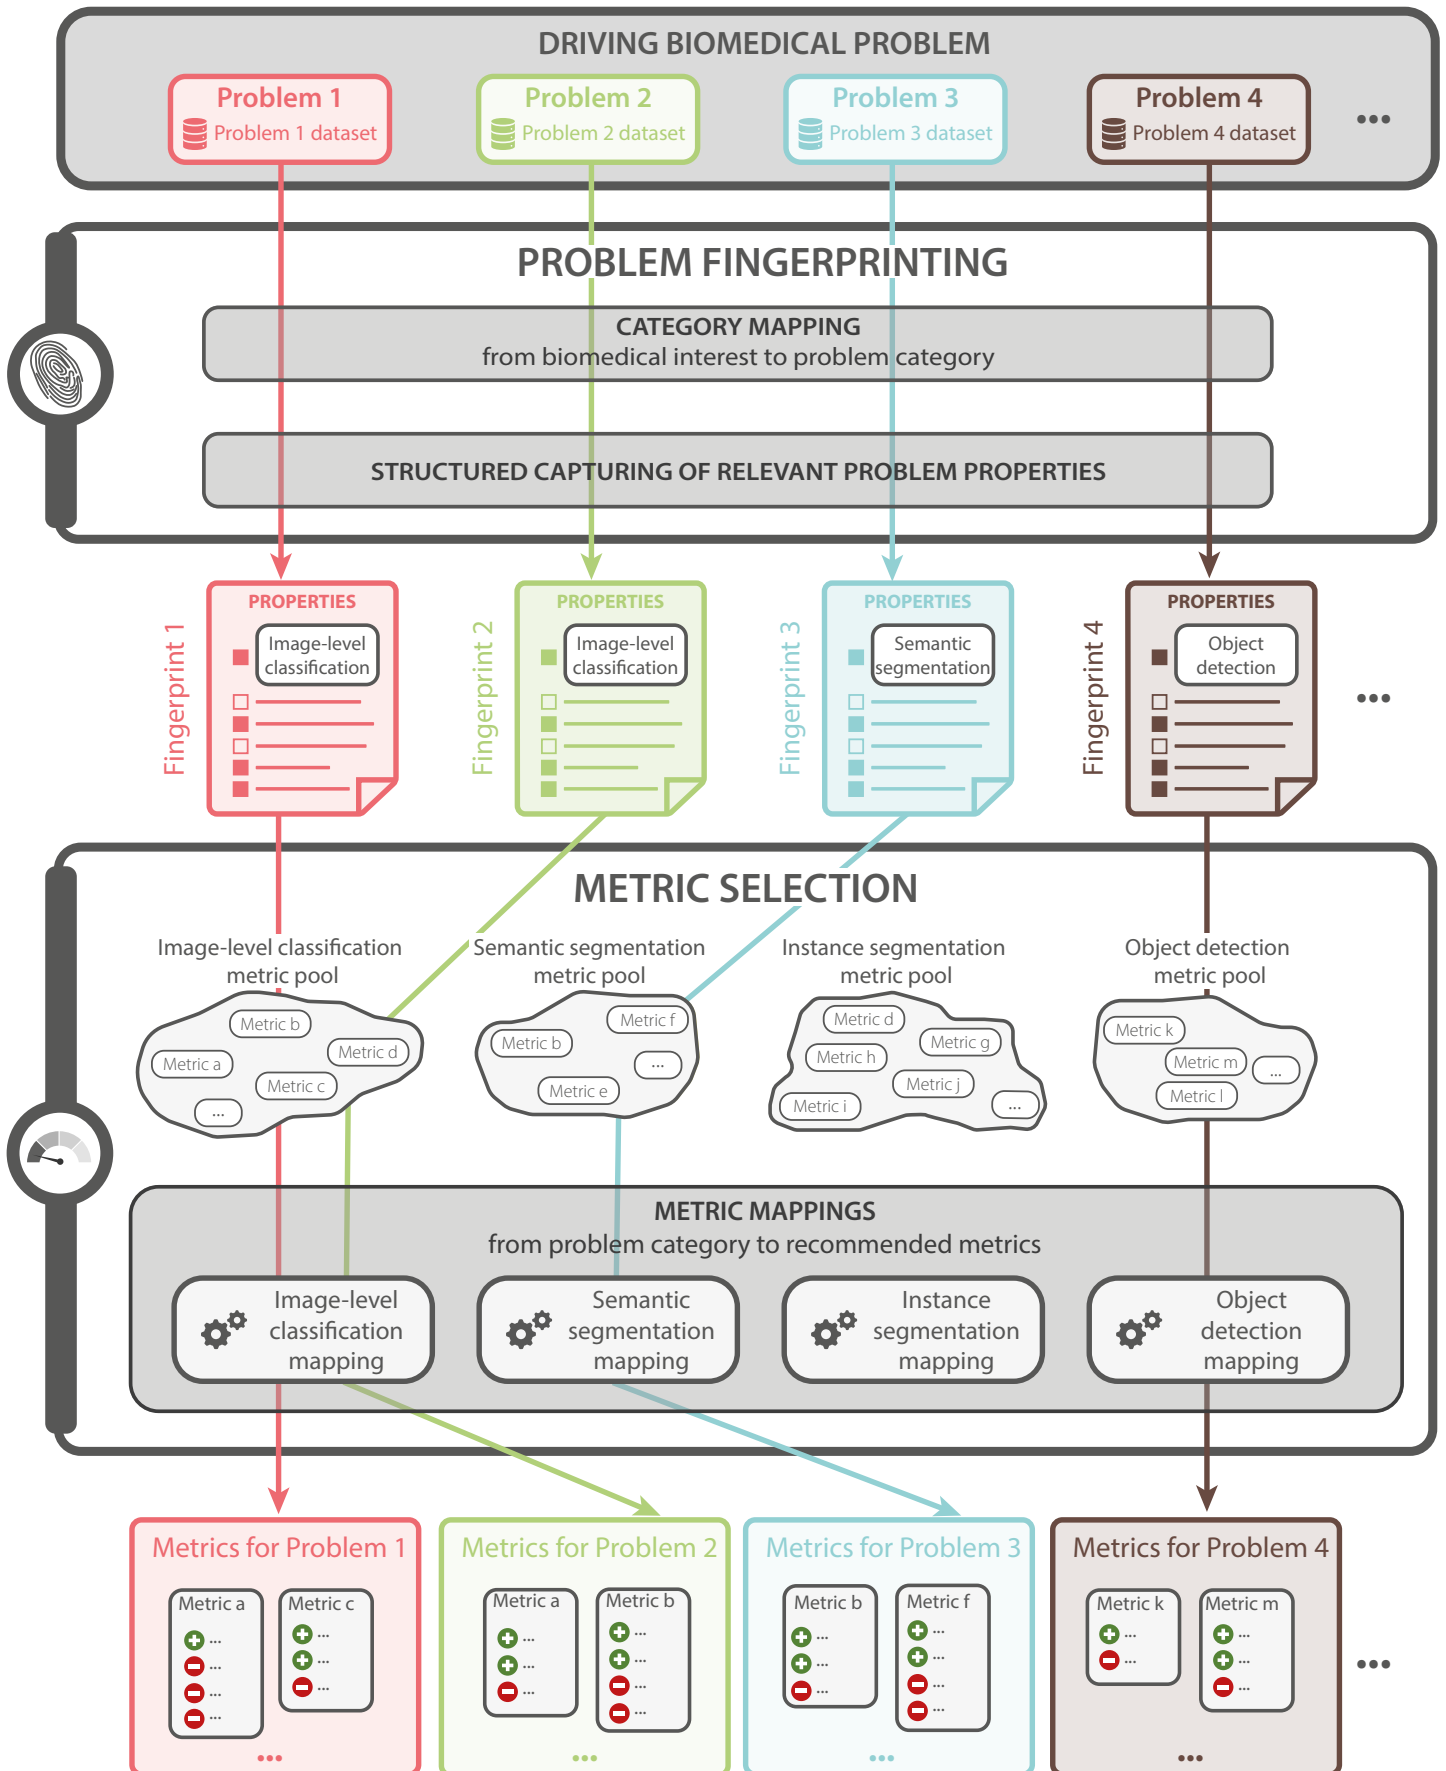 DRIVING BIOMEDICAL PROBLEM
Problem 1
Problem 1 dataset
Problem 2
Problem 2 dataset
Problem 3
Problem 3 dataset
Problem 4
Problem 4 dataset
...
PROBLEM FINGERPRINTING
CATEGORY MAPPING
from biomedical interest to problem category
STRUCTURED CAPTURING OF RELEVANT PROBLEM PROPERTIES
Fingerprint 1
PROPERTIES
Image-level
classification
Fingerprint 2
PROPERTIES
Image-level
classification
Fingerprint 3
PROPERTIES
Semantic
segmentation
Fingerprint 4
PROPERTIES
Object
detection
...
METRIC SELECTION
Image-level classification
metric pool
Metric b
Metric a
Metric d
Metric c
...
Semantic segmentation
metric pool
Metric f
Metric b
...
Metric e
Instance segmentation
metric pool
Metric d
Metric g
Metric h
Metric j
Metric i
...
Object detection
metric pool
Metric k
Metric m
...
Metric l
METRIC MAPPINGS
from problem category to recommended metrics
Image-level
classification
mapping
Semantic
segmentation
mapping
Instance
segmentation
mapping
Object
detection
mapping
Metrics for Problem 1
Metric a
...
...
...
...
Metric c
...
...
...
...
Metrics for Problem 2
Metric a
...
...
...
Metric b
...
...
...
...
...
Metrics for Problem 3
Metric b
...
...
...
Metric f
...
...
...
...
...
Metrics for Problem 4
Metric k
...
...
Metric m
...
...
...
...
...